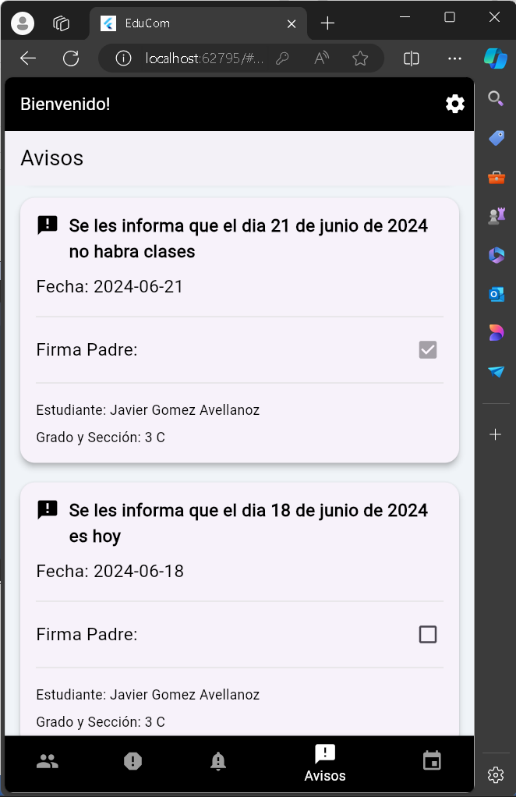 EduCom
localhost:62795/#...
Bienvenido!
Avisos
Se les informa que el dia 21 de junio de 2024
no habra clases
Fecha: 2024-06-21
Firma Padre:
Estudiante: Javier Gomez Avellanoz
Grado y Sección: 3 C
Se les informa que el dia 18 de junio de 2024
es hoy
Fecha: 2024-06-18
Firma Padre:
Estudiante: Javier Gomez Avellanoz
Grado y Sección: 3 C
Avisos